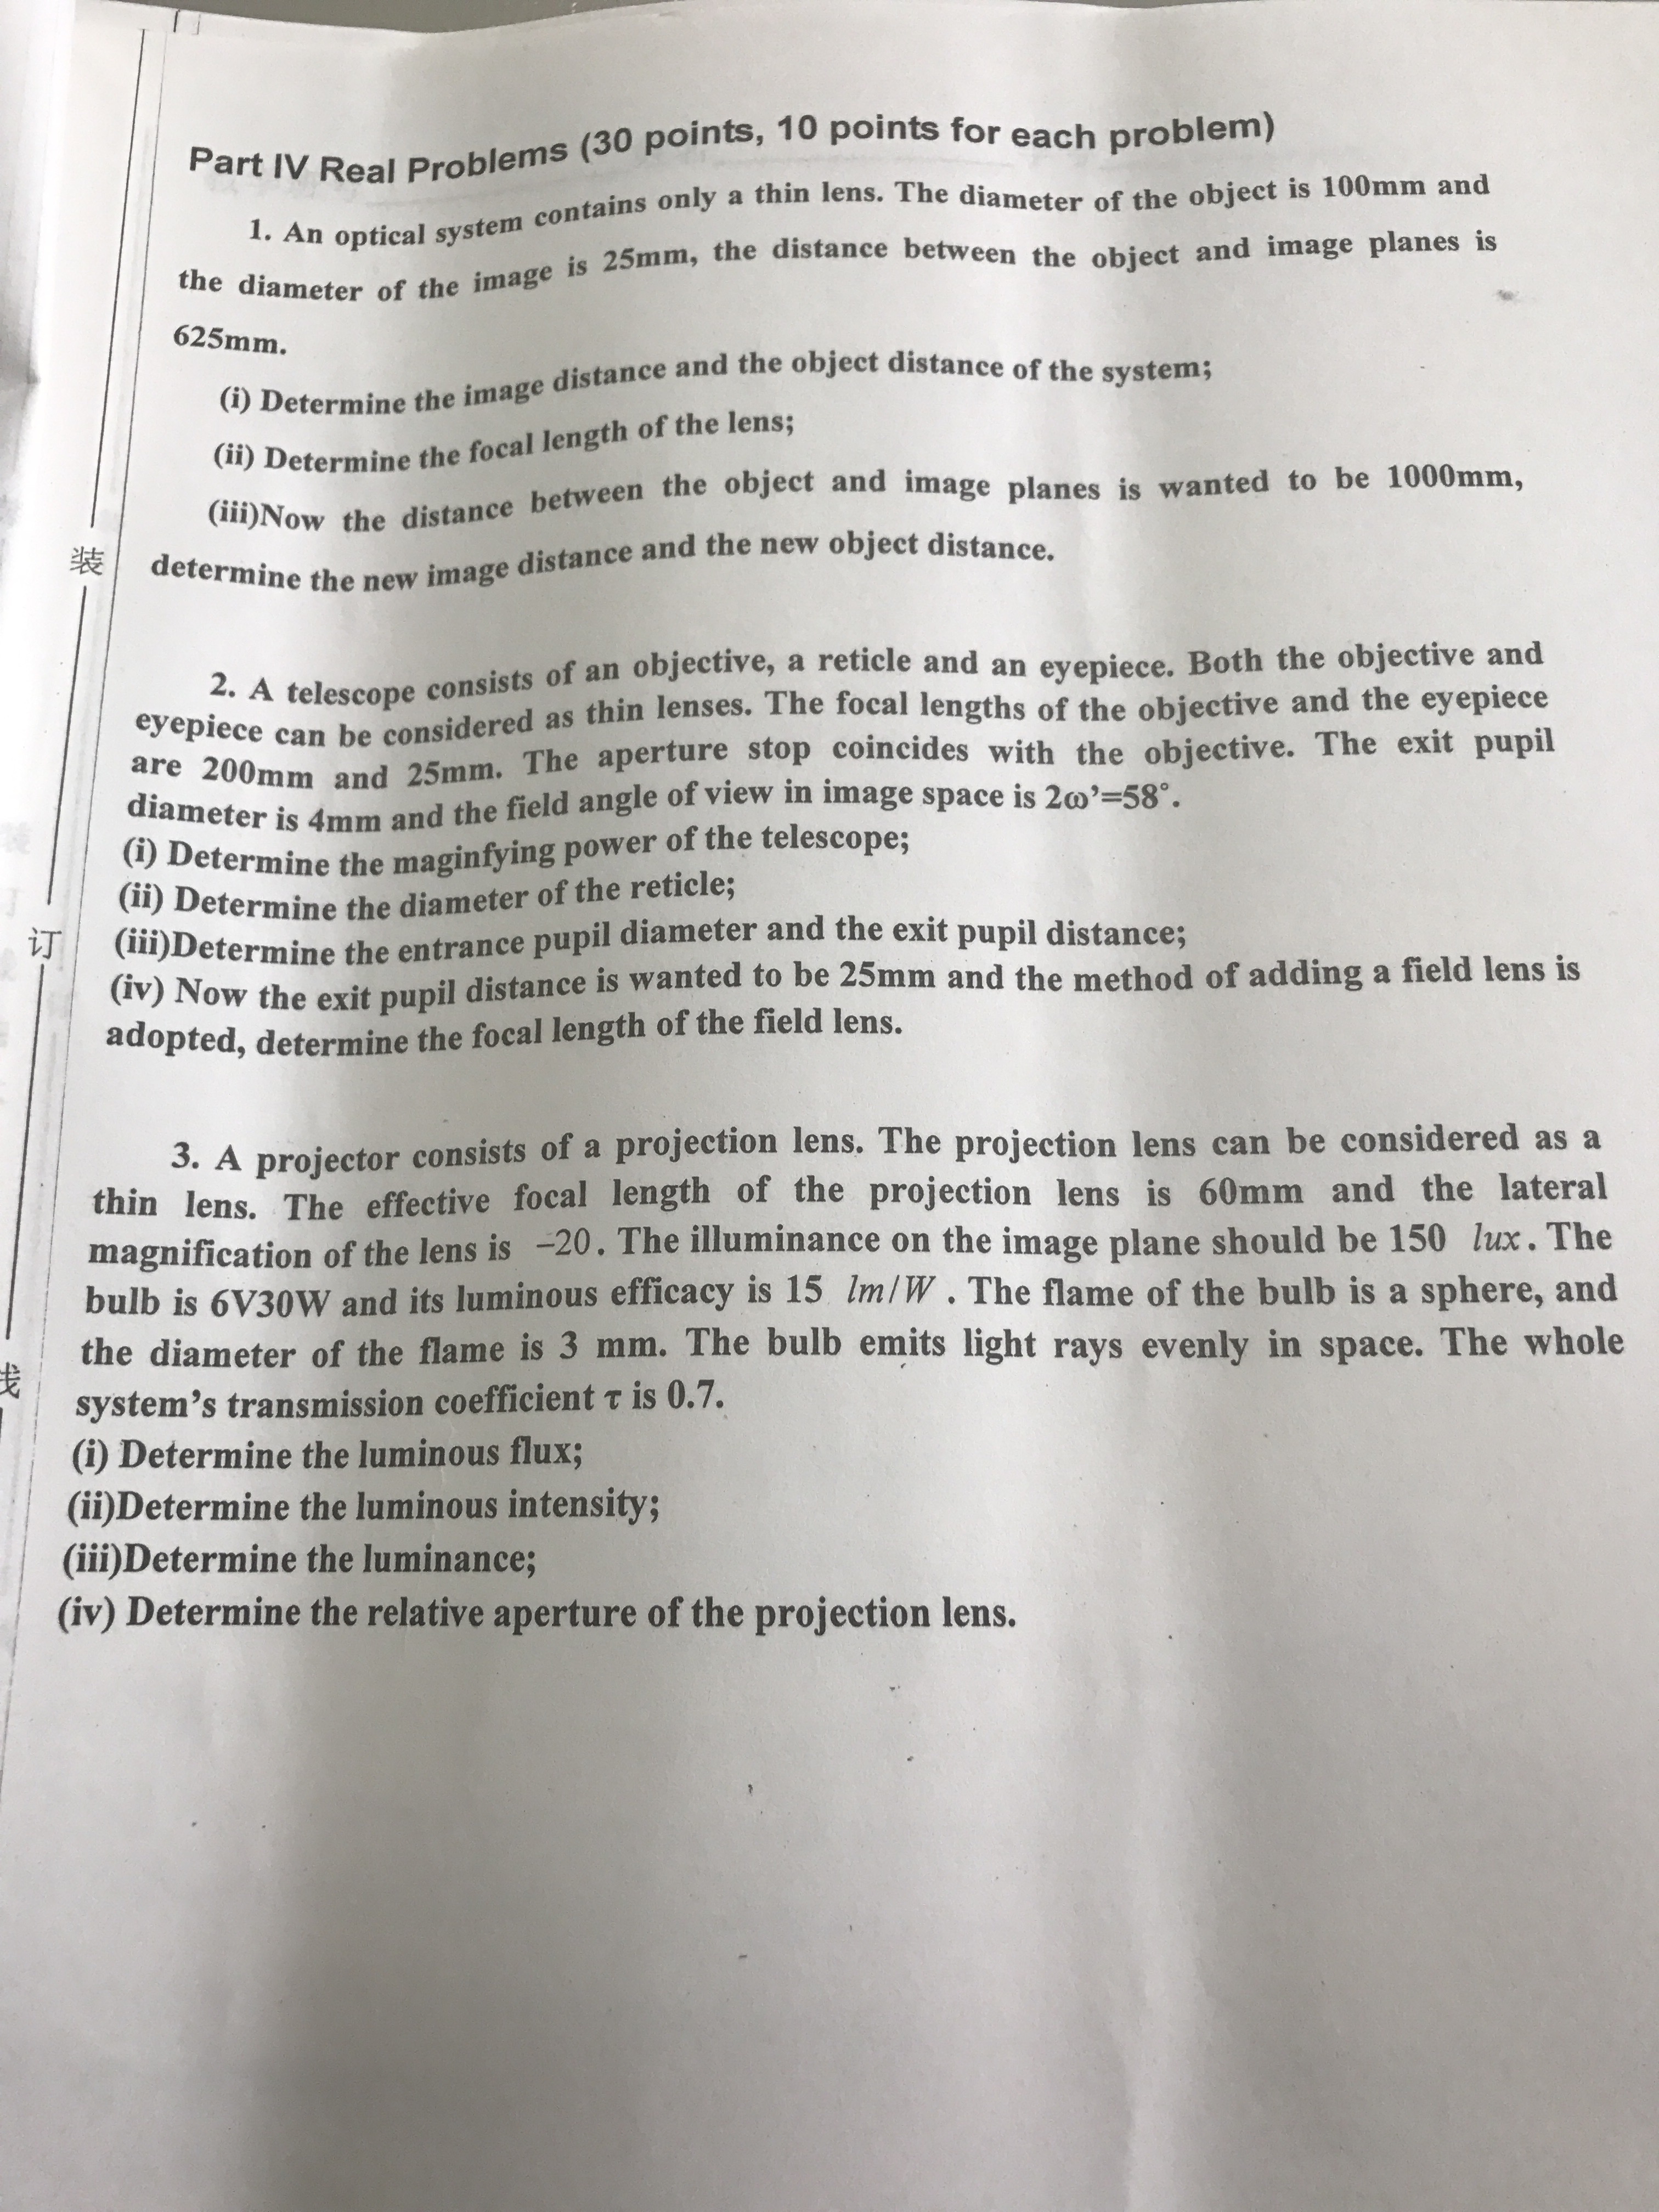 Part IV Real Problems (30 points, 10 points for each problem)
1. An optical system contains only a thin lens. The diameter of the object is 100mm and
the diameter of the image is 25mm, the distance between the object and image planes is
625mm.
(i) Determine the image distance and the object distance of the system;
(ii) Determine the focal length of the lens;
(iii)Now the distance between the object and image planes is wanted to be 1000mm,
determine the new image distance and the new object distance.
装
2. A telescope consists of an objective, a reticle and an eyepiece. Both the objective and
eyepiece can be considered as thin lenses. The focal lengths of the objective and the eyepiece
are 200mm and 25mm. The aperture stop coincides with the objective. The exit pupil
diameter is 4mm and the field angle of view in image space is 2ω’=58°.
(i) Determine the maginfying power of the telescope;
(ii) Determine the diameter of the reticle;
(iii)Determine the entrance pupil diameter and the exit pupil distance;
订
(iv) Now the exit pupil distance is wanted to be 25mm and the method of adding a field lens is
adopted, determine the focal length of the field lens.
3. A projector consists of a projection lens. The projection lens can be considered as a
thin lens. The effective focal length of the projection lens is 60mm and the lateral
magnification of the lens is −20. The illuminance on the image plane should be 150 lux. The
bulb is 6V30W and its luminous efficacy is 15 lm/W. The flame of the bulb is a sphere, and
the diameter of the flame is 3 mm. The bulb emits light rays evenly in space. The whole
system’s transmission coefficient τ is 0.7.
(i) Determine the luminous flux;
(ii)Determine the luminous intensity;
(iii)Determine the luminance;
(iv) Determine the relative aperture of the projection lens.